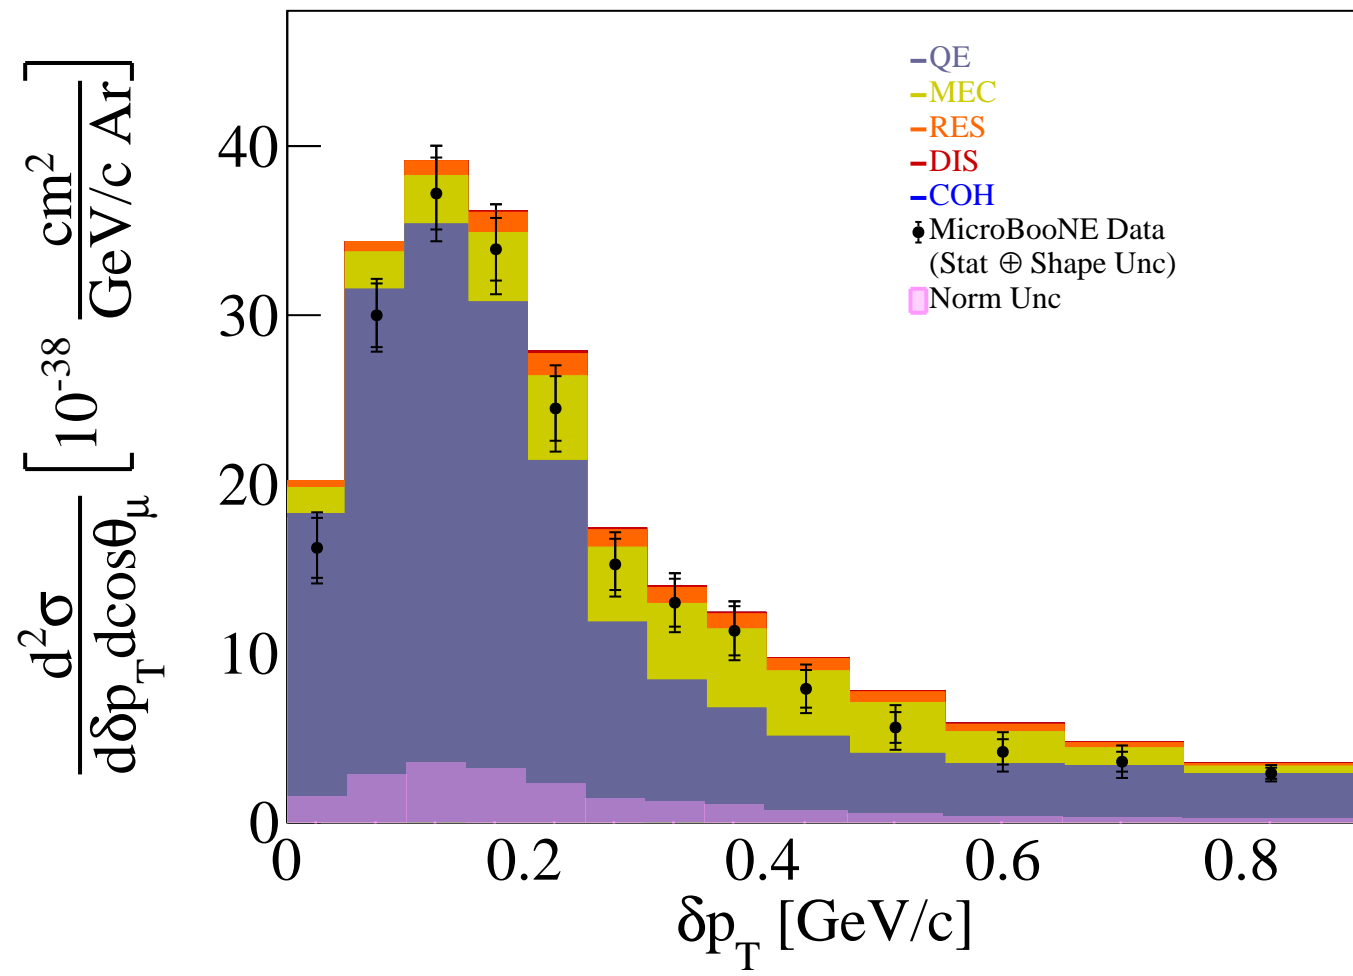 d²σ / dδp_T dcosθ_μ [10⁻³⁸ cm² / GeV/c Ar]
40
30
20
10
0
QE
MEC
RES
DIS
COH
MicroBooNE Data
(Stat ⊕ Shape Unc)
Norm Unc
0 0.2 0.4 0.6 0.8
δp_T [GeV/c]